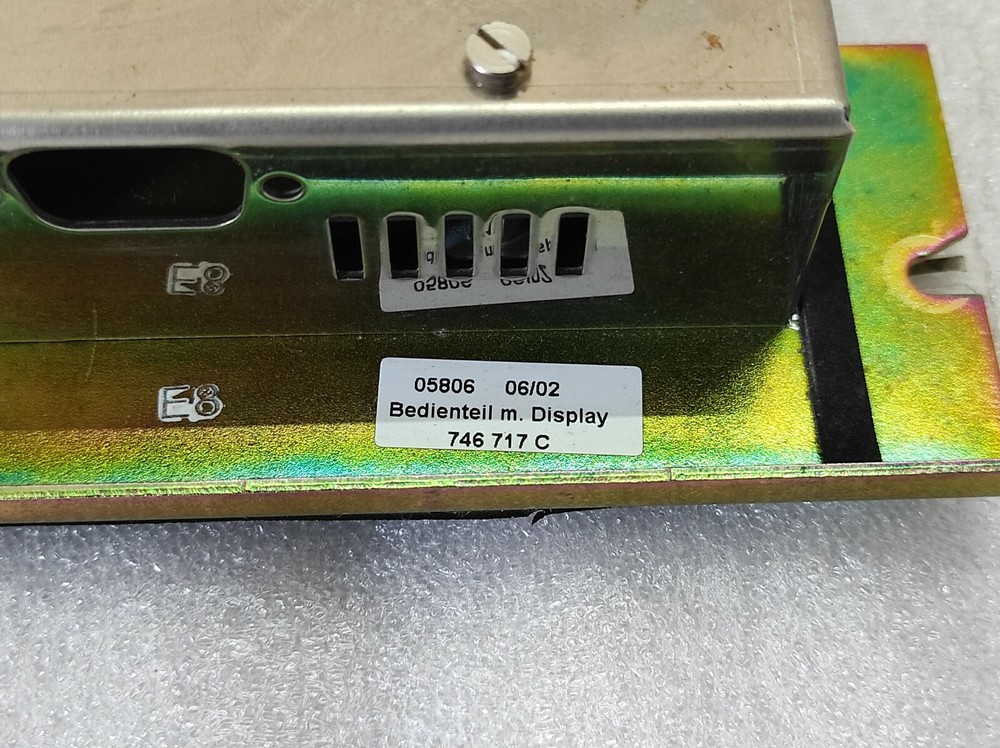 05806 06/02
Bedienteil m. Display
746 717 C